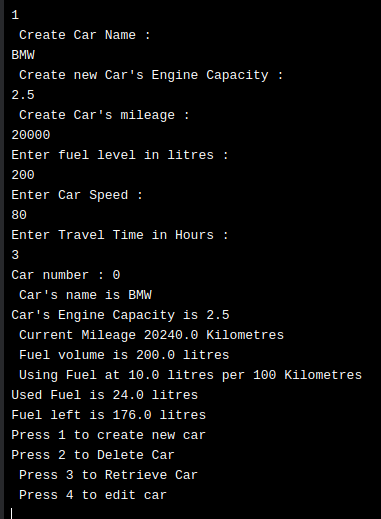 1
 Create Car Name :
BMW
 Create new Car's Engine Capacity :
2.5
 Create Car's mileage :
20000
Enter fuel level in litres :
200
Enter Car Speed :
80
Enter Travel Time in Hours :
3
Car number : 0
 Car's name is BMW
Car's Engine Capacity is 2.5
 Current Mileage 20240.0 Kilometres
 Fuel volume is 200.0 litres
 Using Fuel at 10.0 litres per 100 Kilometres
Used Fuel is 24.0 litres
Fuel left is 176.0 litres
Press 1 to create new car
Press 2 to Delete Car
 Press 3 to Retrieve Car
 Press 4 to edit car